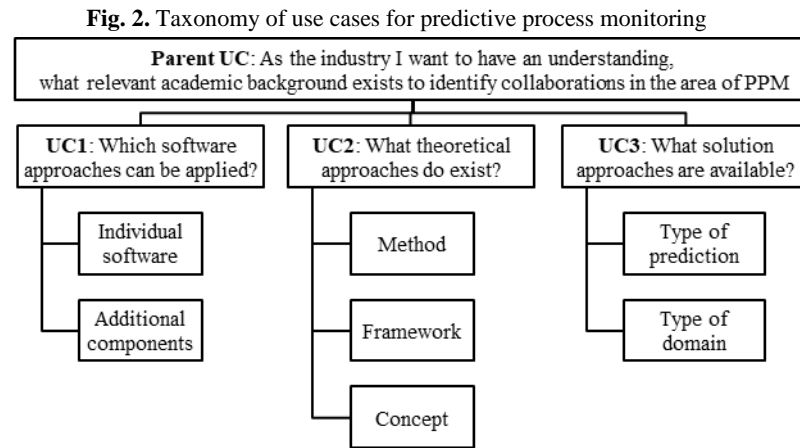 Fig. 2. Taxonomy of use cases for predictive process monitoring
Parent UC: As the industry I want to have an understanding,
what relevant academic background exists to identify collaborations in the area of PPM
UC1: Which software
approaches can be applied?
Individual
software
Additional
components
UC2: What theoretical
approaches do exist?
Method
Framework
Concept
UC3: What solution
approaches are available?
Type of
prediction
Type of
domain